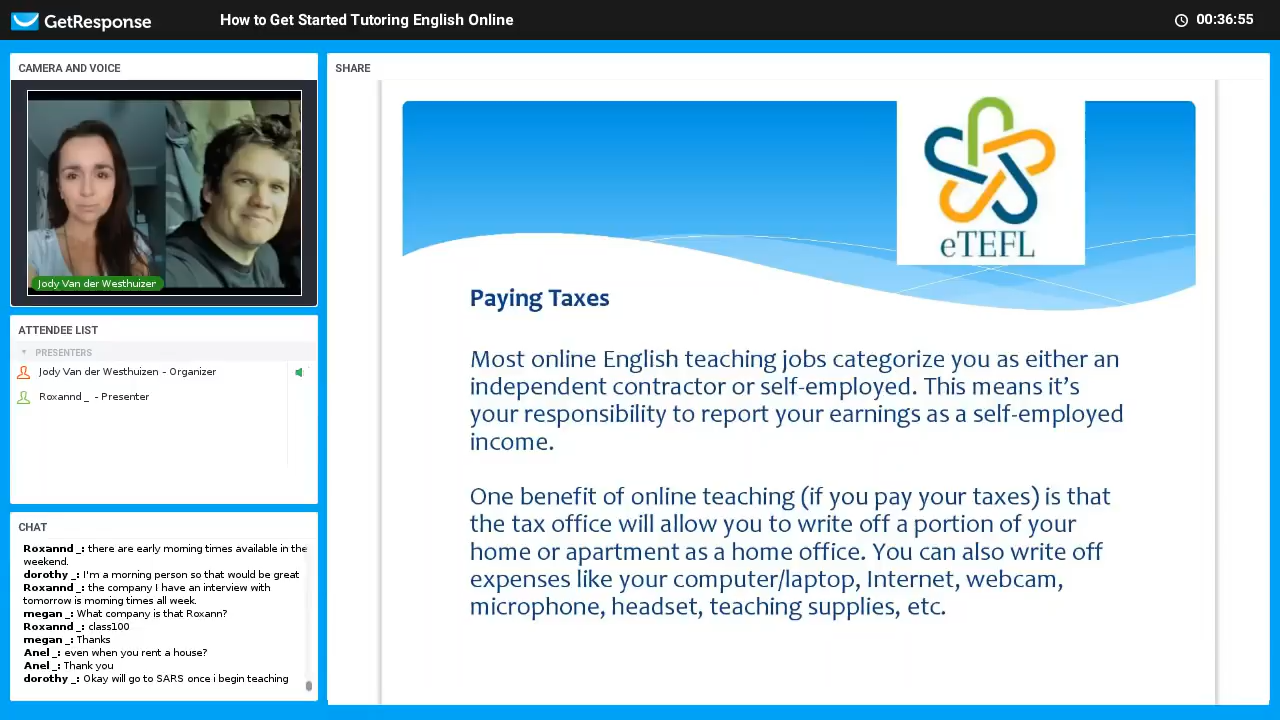 GetResponse
How to Get Started Tutoring English Online
00:36:55
CAMERA AND VOICE
Jody Van der Westhuizer
ATTENDEE LIST
PRESENTERS
Jody Van der Westhuizen - Organizer
Roxannd _ - Presenter
CHAT
Roxannd _: there are early morning times available in the
weekend.
dorothy _: I'm a morning person so that would be great
Roxannd _: the company I have an interview with
tomorrow is morning times all week.
megan _: What company is that Roxann?
Roxannd _: class100
megan _: Thanks
Anel _: even when you rent a house?
Anel _: Thank you
dorothy _: Okay will go to SARS once i begin teaching
SHARE
eTEFL
Paying Taxes
Most online English teaching jobs categorize you as either an
independent contractor or self-employed. This means it’s
your responsibility to report your earnings as a self-employed
income.
One benefit of online teaching (if you pay your taxes) is that
the tax office will allow you to write off a portion of your
home or apartment as a home office. You can also write off
expenses like your computer/laptop, Internet, webcam,
microphone, headset, teaching supplies, etc.